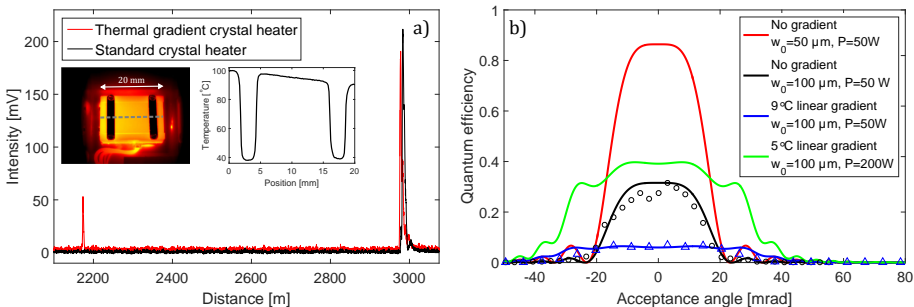 a)
Thermal gradient crystal heater
Standard crystal heater
200
150
100
50
0
Intensity [mV]
20 mm
Temperature [°C]
100
80
60
40
0 5 10 15 20
Position [mm]
2200 2400 2600 2800 3000
Distance [m]
b)
No gradient
w0=50 µm, P=50W
No gradient
w0=100 µm, P=50 W
9°C linear gradient
w0=100 µm, P=50W
5°C linear gradient
w0=100 µm, P=200W
1
0.8
0.6
0.4
0.2
0
Quantum efficiency
-40 -20 0 20 40 60 80
Acceptance angle [mrad]